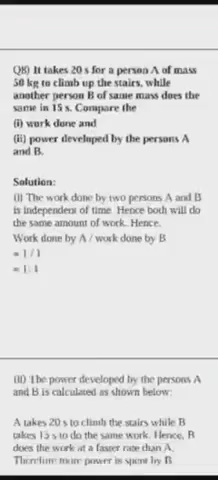 Q8) It takes 20 s for a person A of mass
50 kg to climb up the stairs, while
another person B of same mass does the
same in 15 s. Compare the
(i) work done and
(ii) power developed by the persons A
and B.
Solution:
(i) The work done by two persons A and B
is independent of time. Hence both will do
the same amount of work. Hence,
Work done by A / work done by B
= 1 / 1
= 1: 1
(ii) The power developed by the persons A
and B is calculated as shown below:
A takes 20 s to climb the stairs while B
takes 15 s to do the same work. Hence, B
does the work at a faster rate than A.
Therefore more power is spent by B